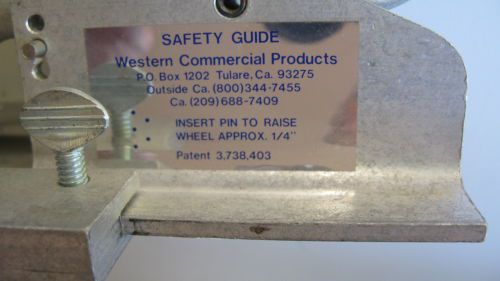 SAFETY GUIDE
Western Commercial Products
P.O. Box 1202 Tulare, Ca. 93275
Outside Ca. (800)344-7455
Ca. (209)688-7409
INSERT PIN TO RAISE
WHEEL APPROX. 1/4"
Patent 3,738,403